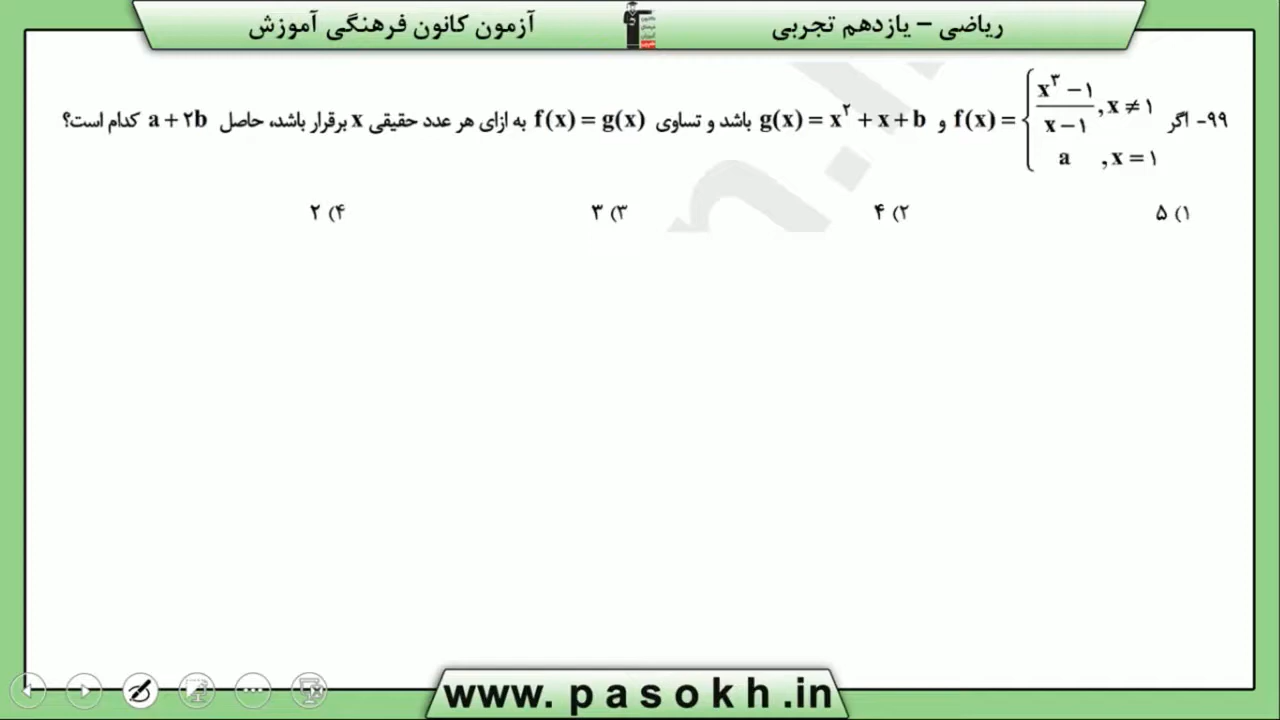 ریاضی – یازدهم تجربی
آزمون کانون فرهنگی آموزش
۹۹- اگر f(x) = { (x^۳ – ۱)/(x – ۱) , x ≠ ۱ ; a , x = ۱ و g(x) = x^۲ + x + b باشد و تساوی f(x) = g(x) به ازای هر عدد حقیقی x برقرار باشد، حاصل a + ۲b کدام است؟
۱) ۵ ۲) ۴ ۳) ۳ ۴) ۲
www. p a s o k h .in